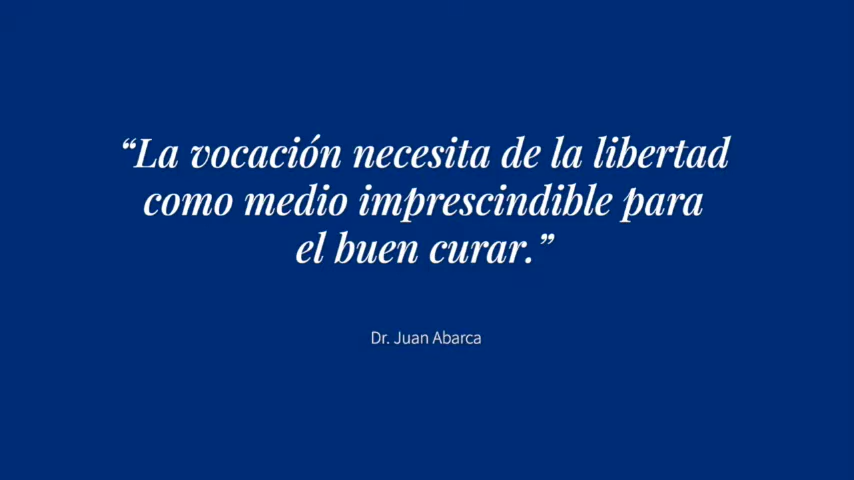 “La vocación necesita de la libertad
como medio imprescindible para
el buen curar.”
Dr. Juan Abarca